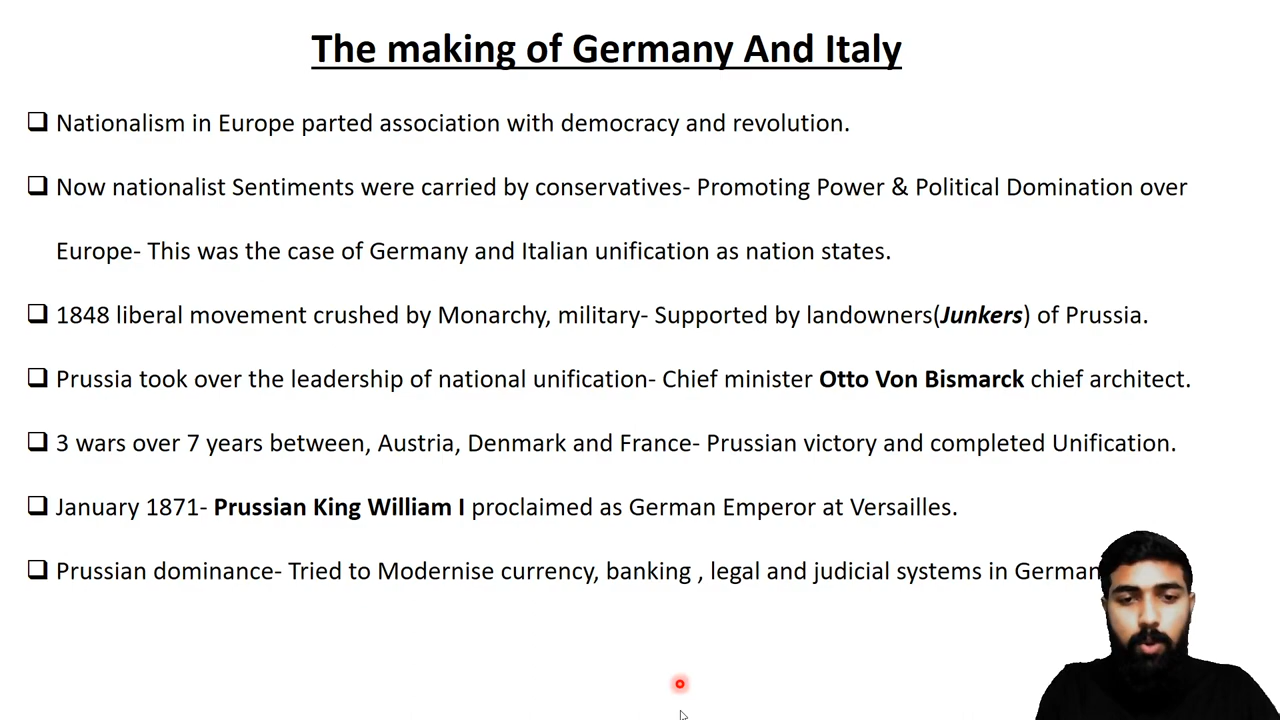 The making of Germany And Italy
Nationalism in Europe parted association with democracy and revolution.
Now nationalist Sentiments were carried by conservatives- Promoting Power & Political Domination over
Europe- This was the case of Germany and Italian unification as nation states.
1848 liberal movement crushed by Monarchy, military- Supported by landowners(Junkers) of Prussia.
Prussia took over the leadership of national unification- Chief minister Otto Von Bismarck chief architect.
3 wars over 7 years between, Austria, Denmark and France- Prussian victory and completed Unification.
January 1871- Prussian King William I proclaimed as German Emperor at Versailles.
Prussian dominance- Tried to Modernise currency, banking , legal and judicial systems in German